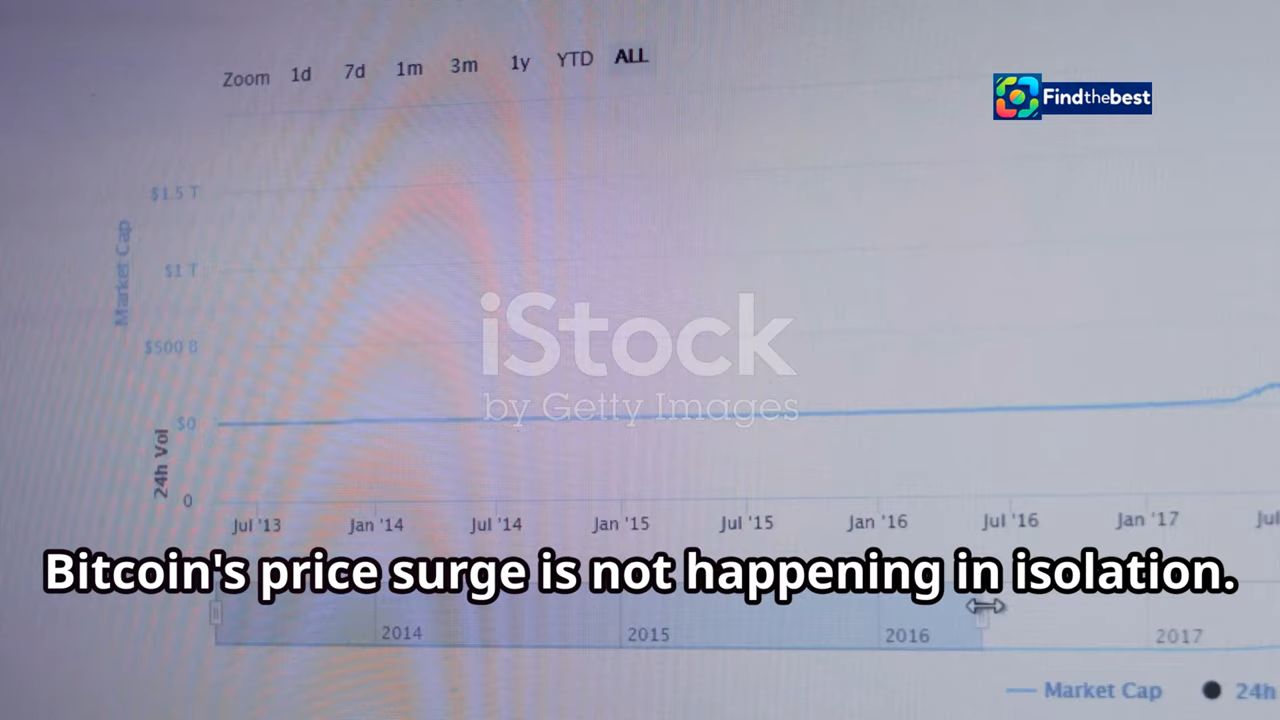 Zoom 1d 7d 1m 3m 1y YTD ALL
Findthebest
$1.5 T
Market Cap
$1 T
$500 B
iStock
by Getty Images
$0
24h Vol
0
Jul '13 Jan '14 Jul '14 Jan '15 Jul '15 Jan '16 Jul '16 Jan '17
Bitcoin's price surge is not happening in isolation.
2014 2015 2016 2017
Market Cap 24h